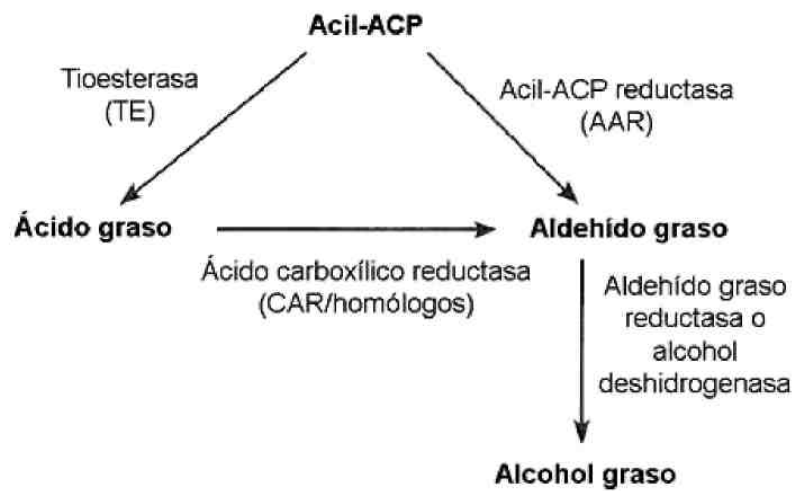 Acil-ACP
Tioesterasa
(TE)
Acil-ACP reductasa
(AAR)
Ácido graso
Aldehído graso
Ácido carboxílico reductasa
(CAR/homólogos)
Aldehído graso
reductasa o
alcohol
deshidrogenasa
Alcohol graso